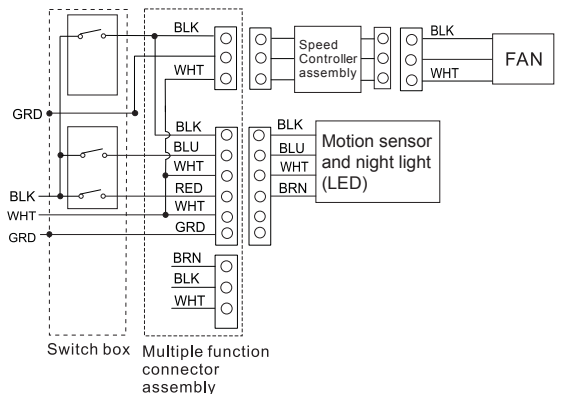 BLK
WHT
GRD
Speed
Controller
assembly
BLK
WHT
FAN
BLK
BLU
WHT
RED
WHT
GRD
BLK
WHT
GRD
BLK
BLU
WHT
BRN
Motion sensor
and night light
(LED)
BRN
BLK
WHT
Switch box
Multiple function
connector
assembly